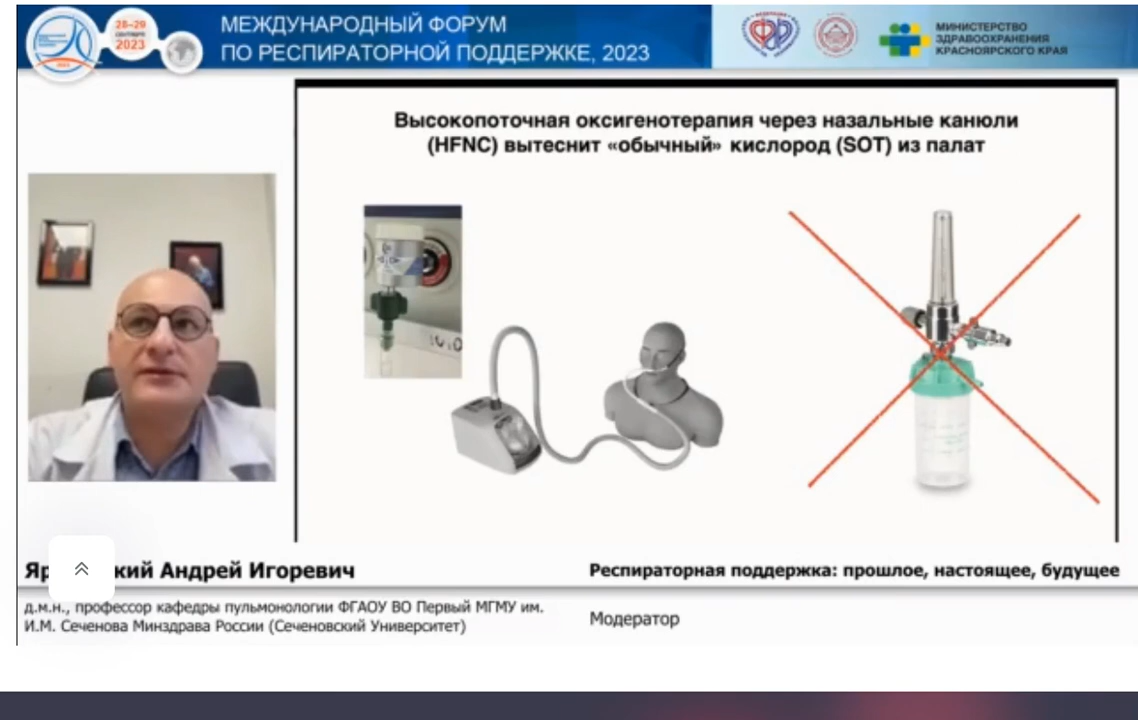 28–29
СЕНТЯБРЯ
2023
МЕЖДУНАРОДНЫЙ ФОРУМ
ПО РЕСПИРАТОРНОЙ ПОДДЕРЖКЕ, 2023
МИНИСТЕРСТВО
ЗДРАВООХРАНЕНИЯ
КРАСНОЯРСКОГО КРАЯ
Высокопоточная оксигенотерапия через назальные канюли
(HFNC) вытеснит «обычный» кислород (SOT) из палат
Андрей Игоревич
Респираторная поддержка: прошлое, настоящее, будущее
д.м.н., профессор кафедры пульмонологии ФГАОУ ВО Первый МГМУ им.
И.М. Сеченова Минздрава России (Сеченовский Университет)
Модератор